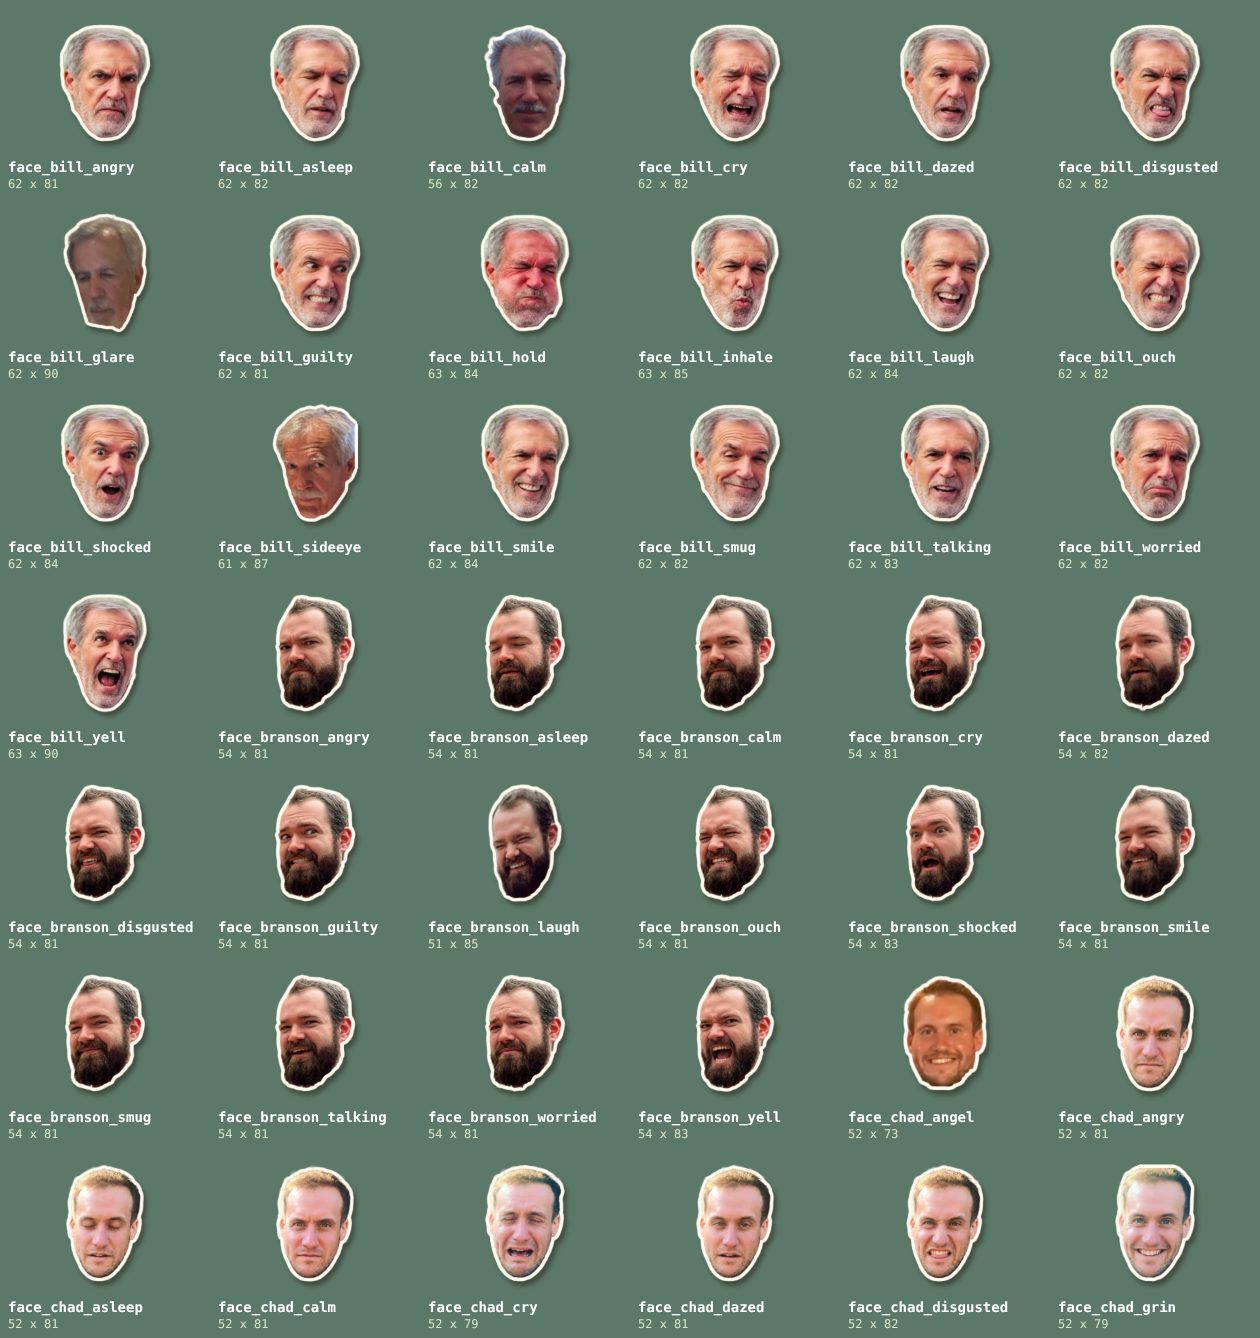 face_bill_angry face_bill_asleep face_bill_calm face_bill_cry face_bill_dazed face_bill_disgusted
62 x 81 62 x 82 56 x 82 62 x 82 62 x 82 62 x 82
face_bill_glare face_bill_guilty face_bill_hold face_bill_inhale face_bill_laugh face_bill_ouch
62 x 90 62 x 81 63 x 84 63 x 85 62 x 84 62 x 82
face_bill_shocked face_bill_sideeye face_bill_smile face_bill_smug face_bill_talking face_bill_worried
62 x 84 61 x 87 62 x 84 62 x 82 62 x 83 62 x 82
face_bill_yell face_branson_angry face_branson_asleep face_branson_calm face_branson_cry face_branson_dazed
63 x 90 54 x 81 54 x 81 54 x 81 54 x 81 54 x 82
face_branson_disgusted face_branson_guilty face_branson_laugh face_branson_ouch face_branson_shocked face_branson_smile
54 x 81 54 x 81 51 x 85 54 x 81 54 x 83 54 x 81
face_branson_smug face_branson_talking face_branson_worried face_branson_yell face_chad_angel face_chad_angry
54 x 81 54 x 81 54 x 81 54 x 83 52 x 73 52 x 81
face_chad_asleep face_chad_calm face_chad_cry face_chad_dazed face_chad_disgusted face_chad_grin
52 x 81 52 x 81 52 x 79 52 x 81 52 x 82 52 x 79